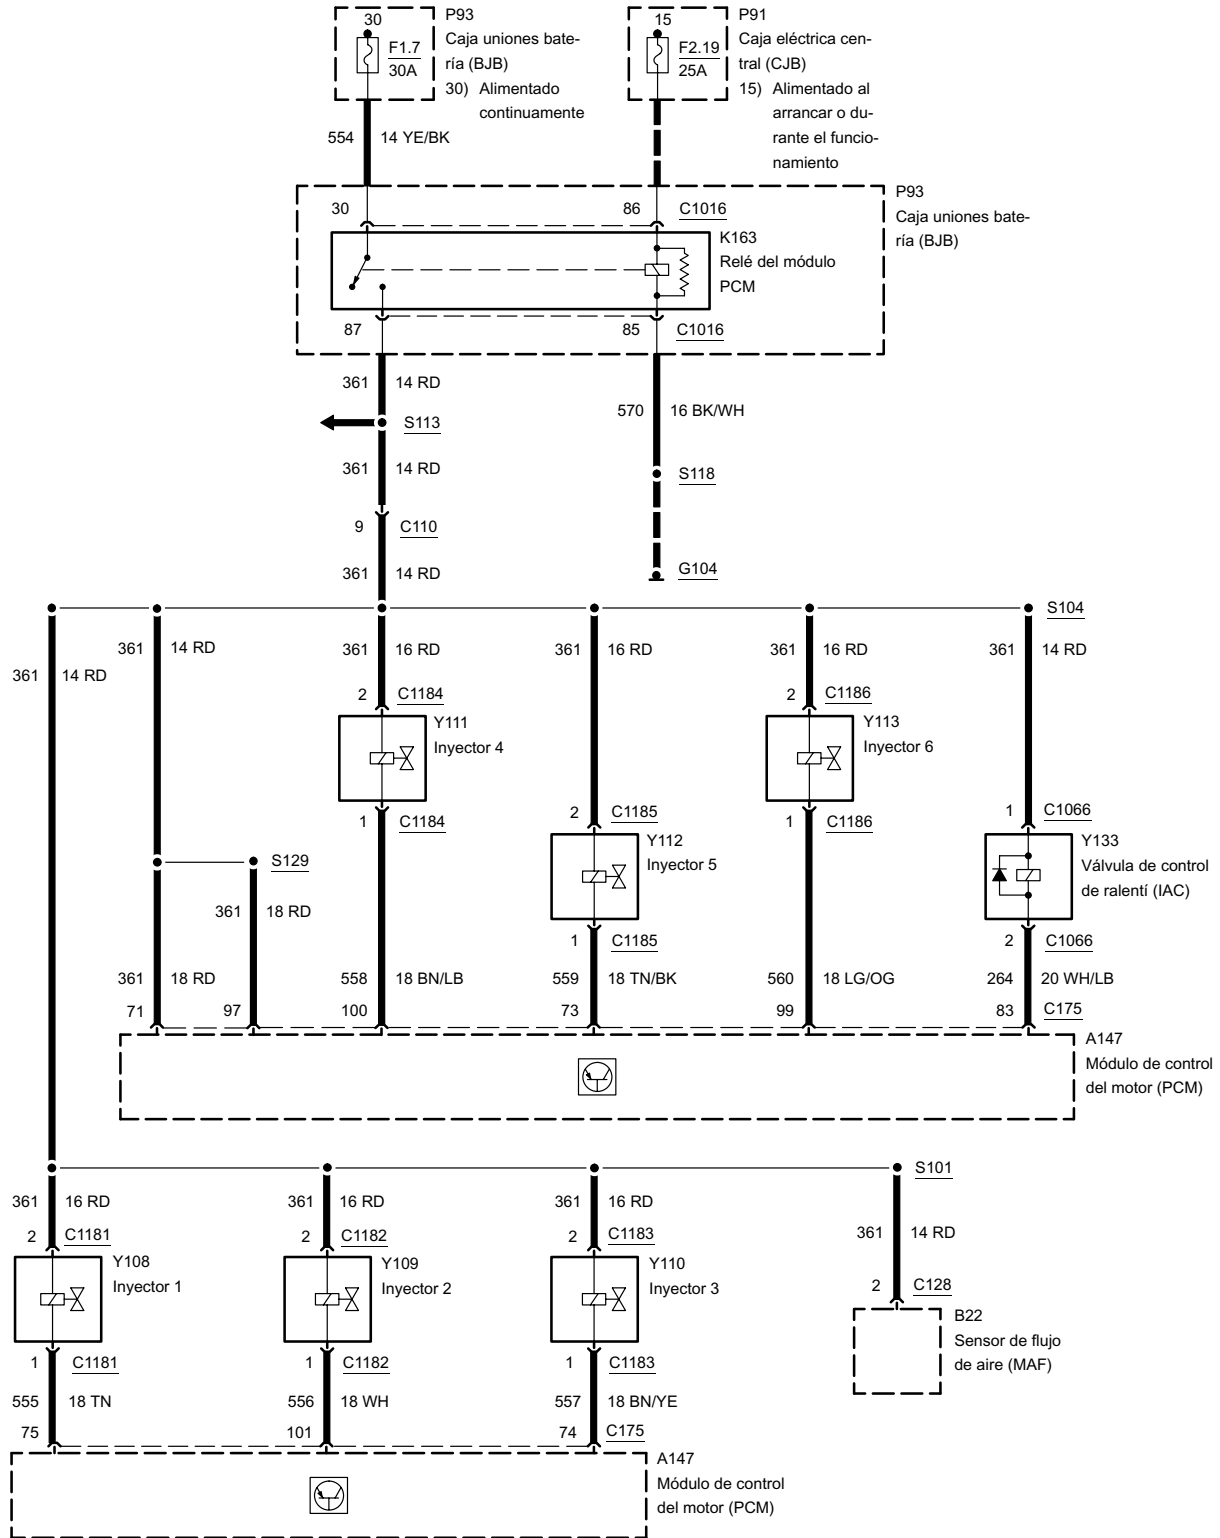 30
F1.7
30A
P93
Caja uniones bate-
ría (BJB)
30) Alimentado
continuamente
15
F2.19
25A
P91
Caja eléctrica cen-
tral (CJB)
15) Alimentado al
arrancar o du-
rante el funcio-
namiento
554 14 YE/BK
P93
Caja uniones bate-
ría (BJB)
30 86 C1016
K163
Relé del módulo
PCM
87 85 C1016
361 14 RD
570 16 BK/WH
S113
361 14 RD
S118
9 C110
361 14 RD
G104
S104
361 14 RD
361 14 RD
361 16 RD
361 16 RD
361 16 RD
361 14 RD
2 C1184
Y111
Inyector 4
1 C1184
2 C1185
Y112
Inyector 5
1 C1185
2 C1186
Y113
Inyector 6
1 C1186
1 C1066
Y133
Válvula de control
de ralentí (IAC)
2 C1066
S129
361 18 RD
361 18 RD
558 18 BN/LB
559 18 TN/BK
560 18 LG/OG
264 20 WH/LB
71 97 100 73 99 83 C175
A147
Módulo de control
del motor (PCM)
S101
361 16 RD
361 16 RD
361 16 RD
361 14 RD
2 C1181
Y108
Inyector 1
1 C1181
2 C1182
Y109
Inyector 2
1 C1182
2 C1183
Y110
Inyector 3
1 C1183
2 C128
B22
Sensor de flujo
de aire (MAF)
555 18 TN
556 18 WH
557 18 BN/YE
75 101 74 C175
A147
Módulo de control
del motor (PCM)